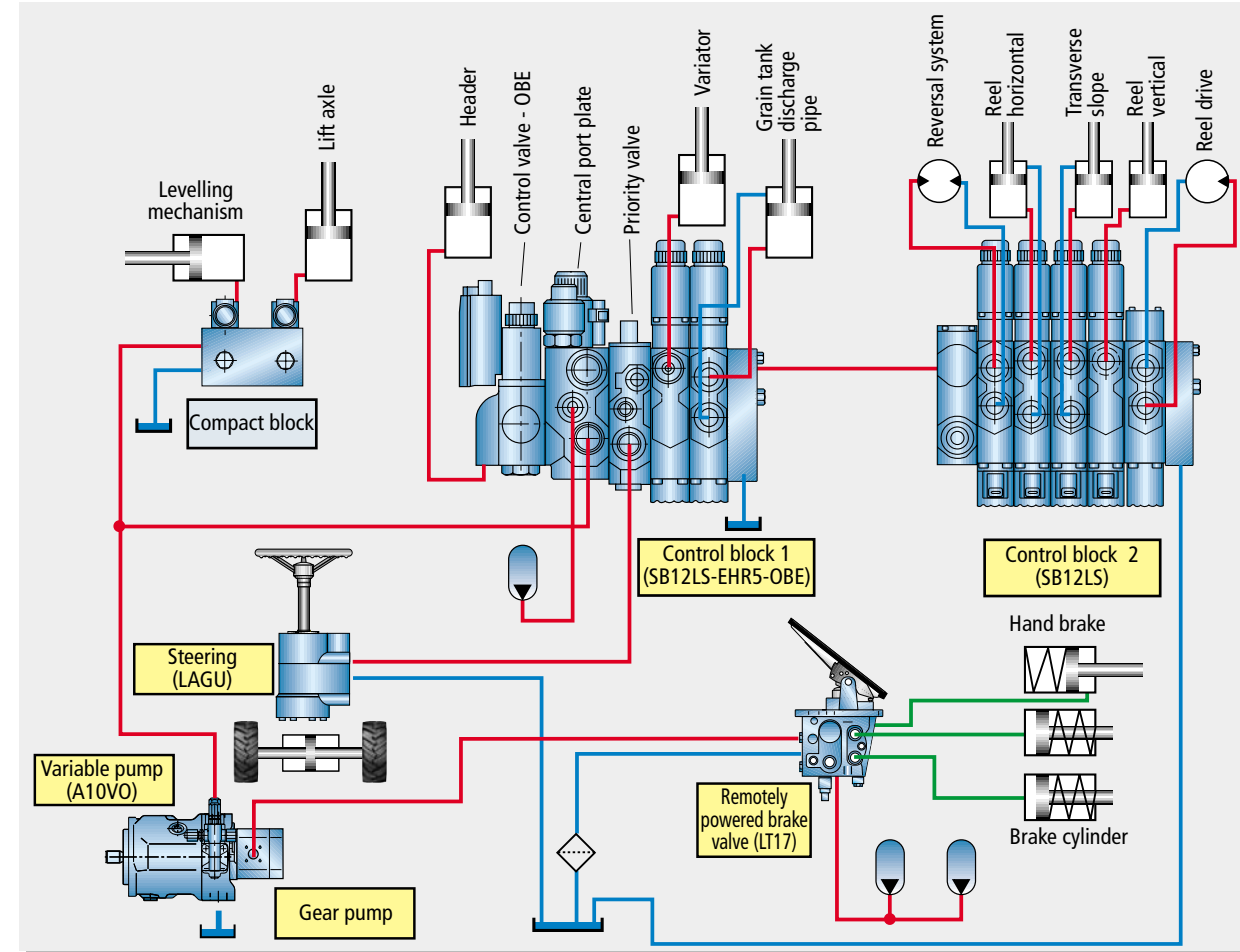 Levelling
mechanism
Lift axle
Header
Control valve - OBE
Central port plate
Priority valve
Variator
Grain tank
discharge
pipe
Reversal system
Reel
horizontal
Transverse
slope
Reel
vertical
Reel drive
Compact block
Control block 1
(SB12LS-EHR5-OBE)
Control block 2
(SB12LS)
Steering
(LAGU)
Hand brake
Variable pump
(A10VO)
Remotely
powered brake
valve (LT17)
Brake cylinder
Gear pump